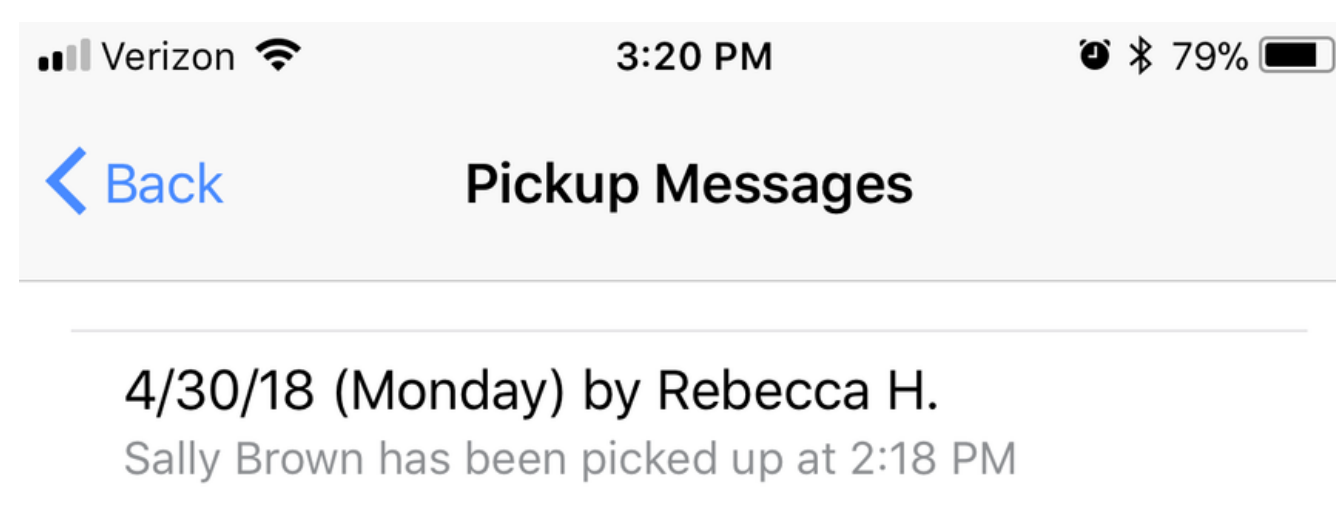 Verizon 3:20 PM 79%
Back Pickup Messages
4/30/18 (Monday) by Rebecca H.
Sally Brown has been picked up at 2:18 PM